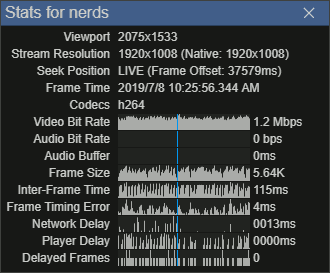 Stats for nerds
Viewport 2075x1533
Stream Resolution 1920x1008 (Native: 1920x1008)
Seek Position LIVE (Frame Offset: 37579ms)
Frame Time 2019/7/8 10:25:56.344 AM
Codecs h264
Video Bit Rate 1.2 Mbps
Audio Bit Rate 0 bps
Audio Buffer 0ms
Frame Size 5.64K
Inter-Frame Time 115ms
Frame Timing Error 4ms
Network Delay 0013ms
Player Delay 0000ms
Delayed Frames 0